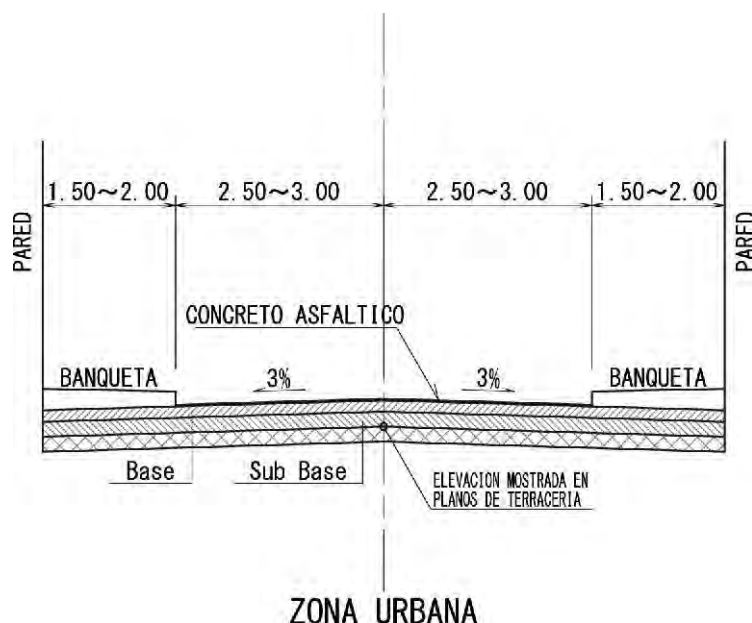 1.50～2.00
2.50～3.00
2.50～3.00
1.50～2.00
PARED
PARED
CONCRETO ASFALTICO
BANQUETA
3%
3%
BANQUETA
Base
Sub Base
ELEVACION MOSTRADA EN
PLANOS DE TERRACERIA
ZONA URBANA